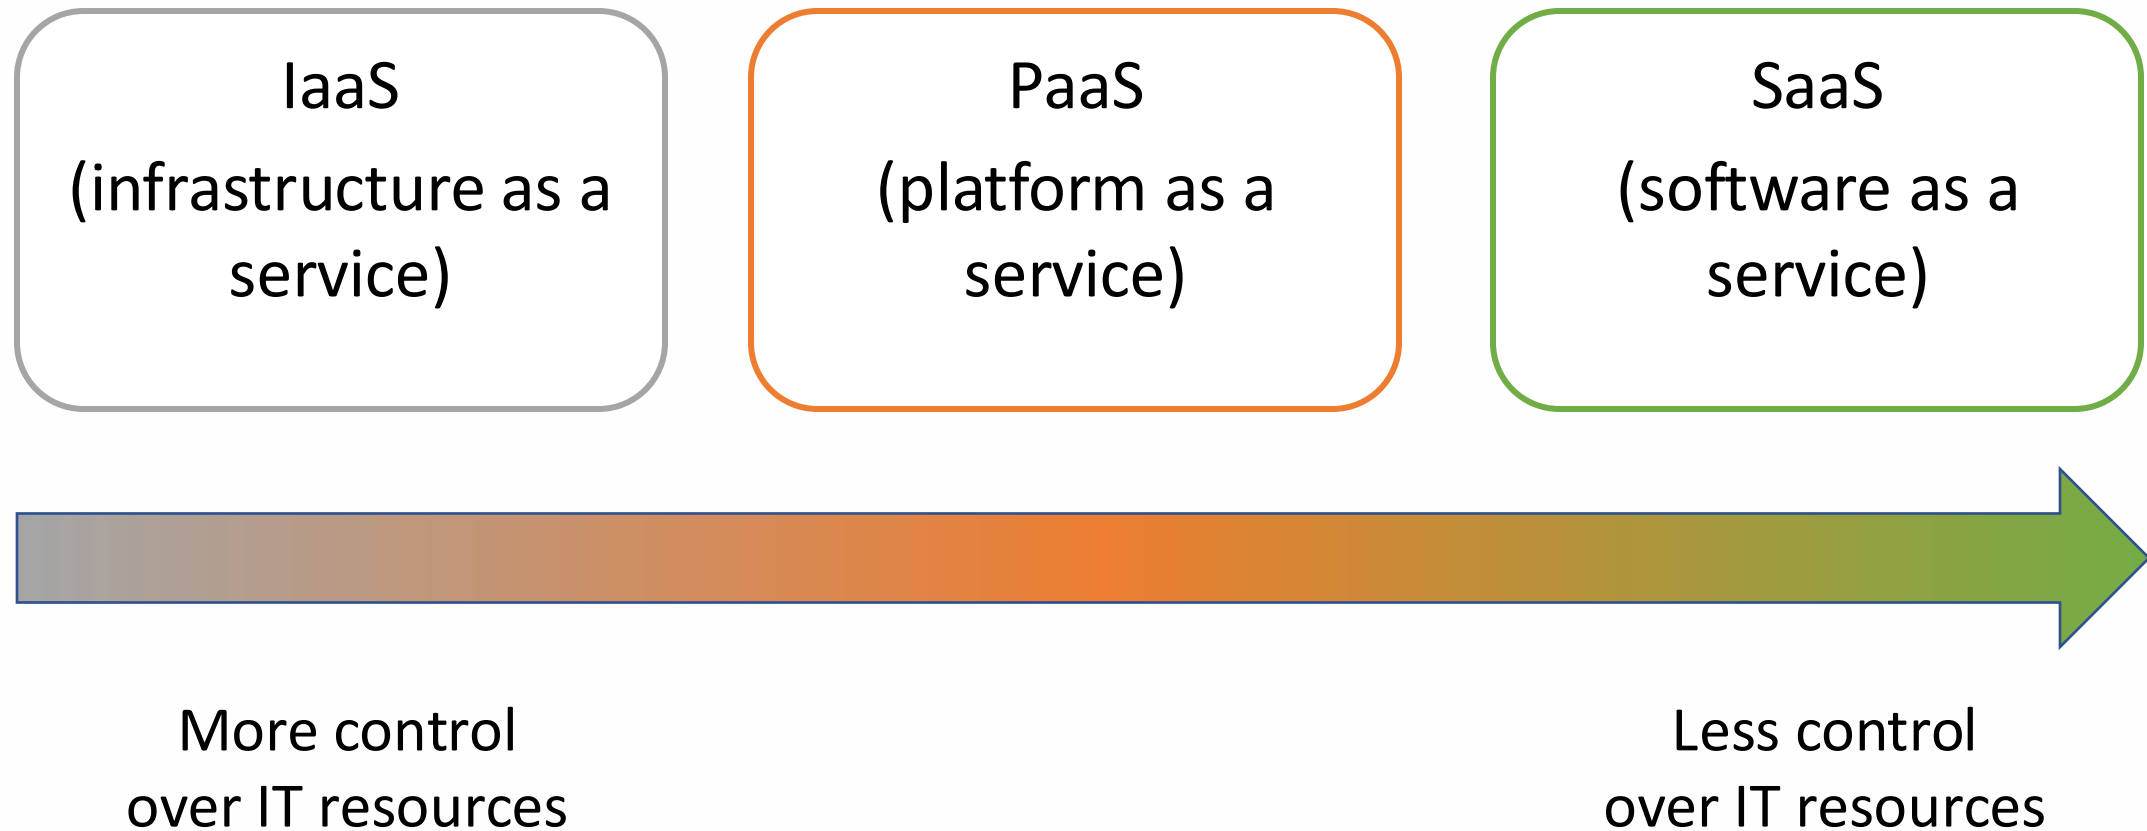 IaaS
(infrastructure as a
service)
PaaS
(platform as a
service)
SaaS
(software as a
service)
More control
over IT resources
Less control
over IT resources